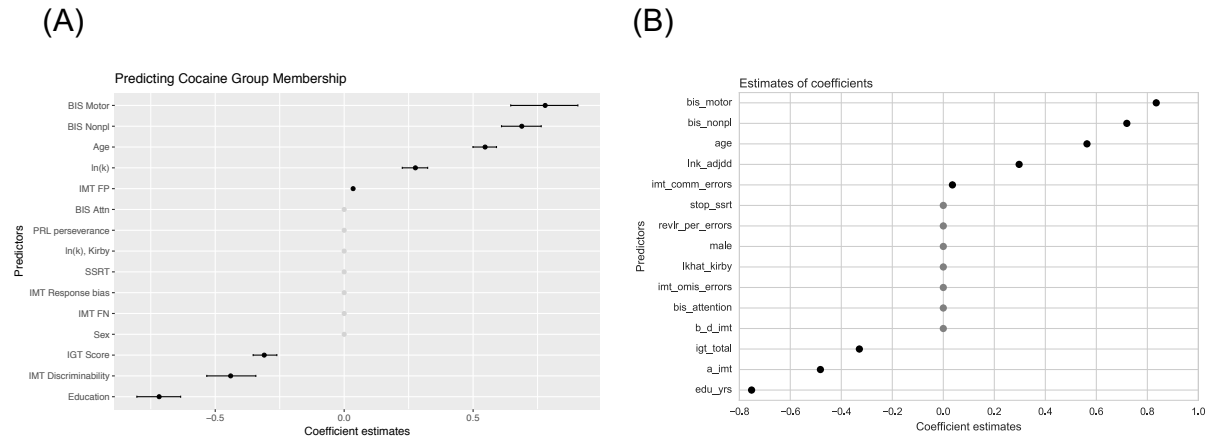 (A)
Predicting Cocaine Group Membership
Predictors
BIS Motor
BIS Nonpl
Age
ln(k)
IMT FP
BIS Attn
PRL perseverance
ln(k), Kirby
SSRT
IMT Response bias
IMT FN
Sex
IGT Score
IMT Discriminability
Education
-0.5 0.0 0.5
Coefficient estimates
(B)
Estimates of coefficients
Predictors
bis_motor
bis_nonpl
age
lnk_adjdd
imt_comm_errors
stop_ssrt
revlr_per_errors
male
lkhat_kirby
imt_omis_errors
bis_attention
b_d_imt
igt_total
a_imt
edu_yrs
−0.8 −0.6 −0.4 −0.2 0.0 0.2 0.4 0.6 0.8 1.0
Coefficient estimates